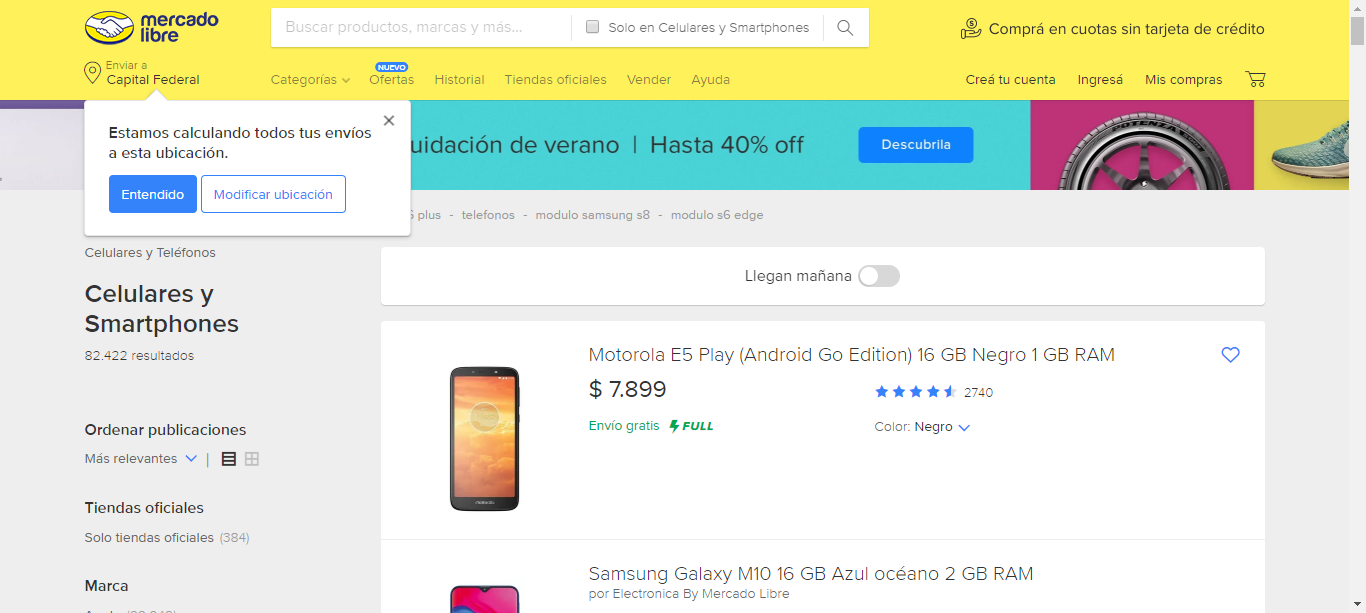 mercado
libre
Buscar productos, marcas y más...
Solo en Celulares y Smartphones
Comprá en cuotas sin tarjeta de crédito
Enviar a
Capital Federal
Categorías
NUEVO
Ofertas
Historial
Tiendas oficiales
Vender
Ayuda
Creá tu cuenta
Ingresá
Mis compras
Estamos calculando todos tus envíos
a esta ubicación.
Entendido
Modificar ubicación
Hasta 40% off
de verano |
Descubrila
POTENZA
plus - telefonos - modulo samsung s8 - modulo s6 edge
Celulares y Teléfonos
Celulares y
Smartphones
82.422 resultados
Llegan mañana
Ordenar publicaciones
Más relevantes
Tiendas oficiales
Solo tiendas oficiales (384)
Marca
Motorola E5 Play (Android Go Edition) 16 GB Negro 1 GB RAM
$ 7.899
2740
Envío gratis FULL
Color: Negro
Samsung Galaxy M10 16 GB Azul océano 2 GB RAM
por Electronica By Mercado Libre